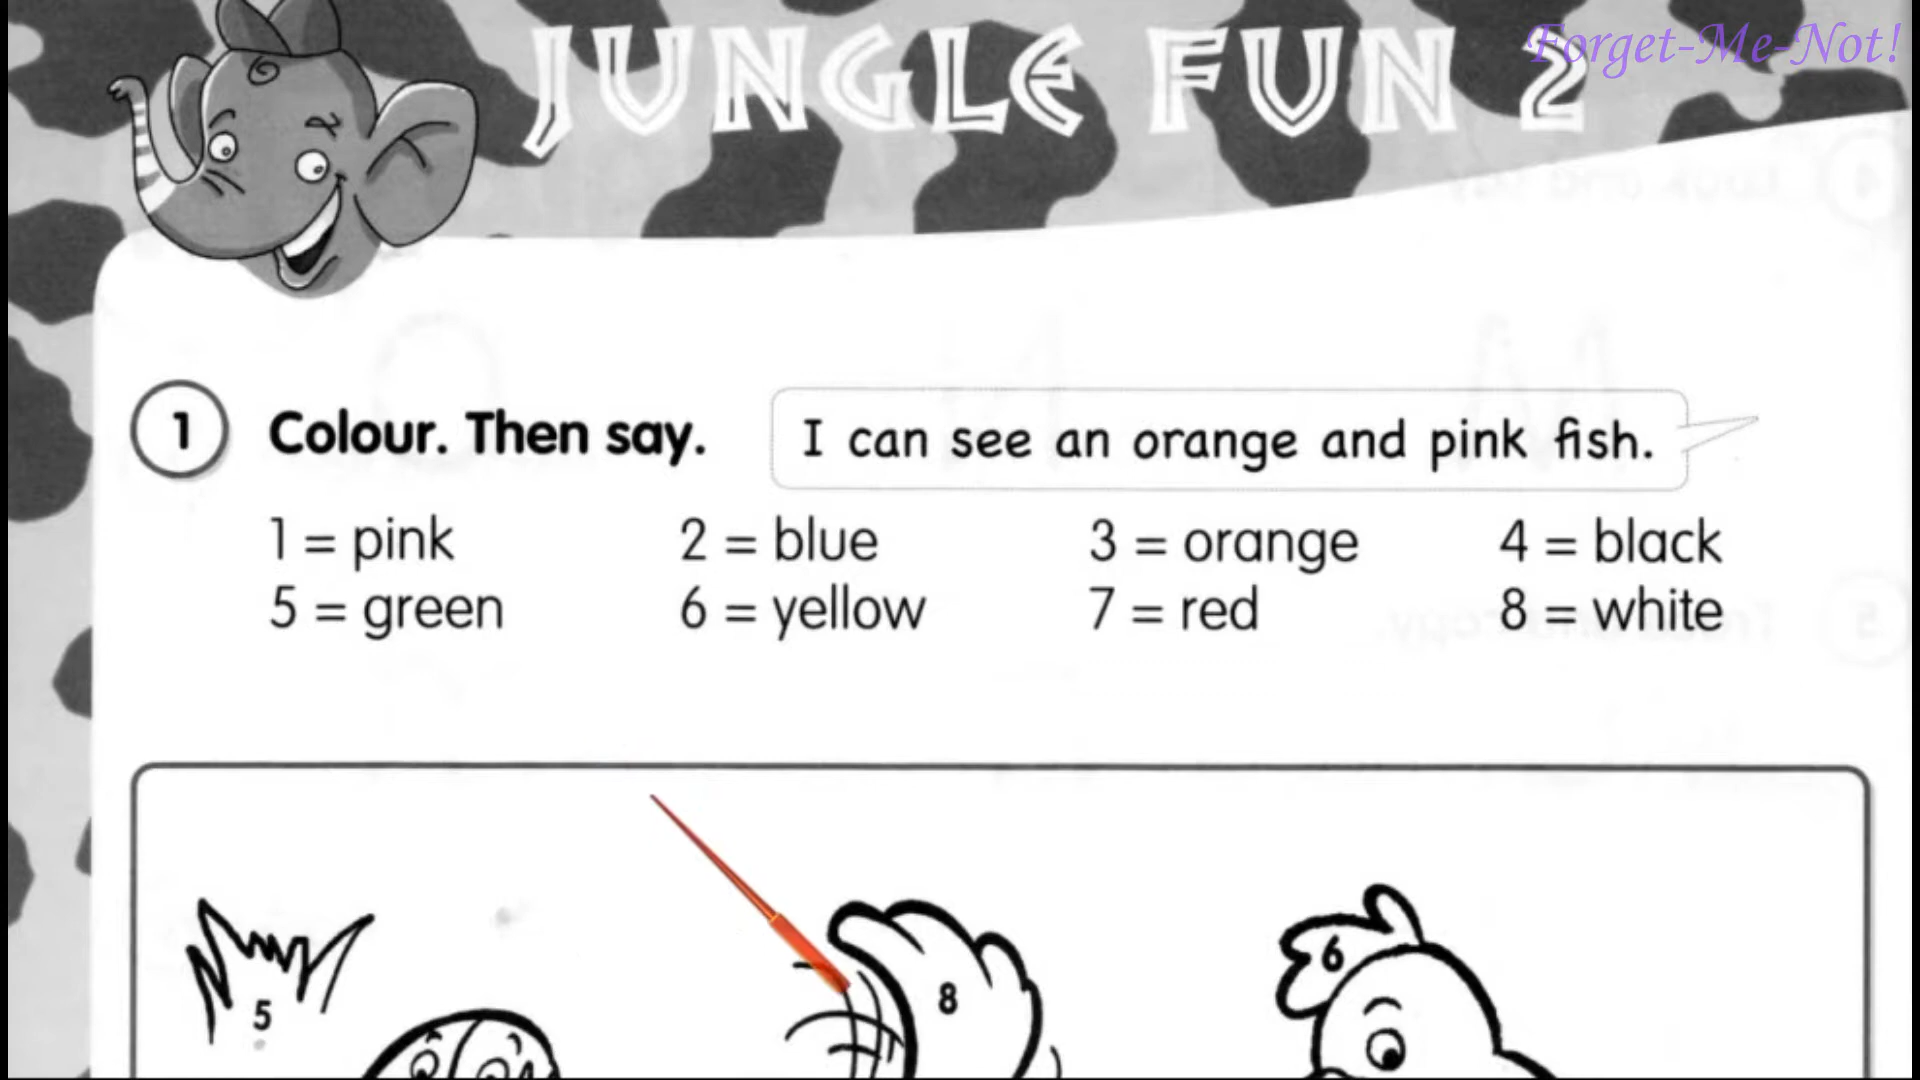 JUNGLE FUN 2
Forget-Me-Not!
1 Colour. Then say.
I can see an orange and pink fish.
1 = pink 2 = blue 3 = orange 4 = black
5 = green 6 = yellow 7 = red 8 = white
5
8
6
4